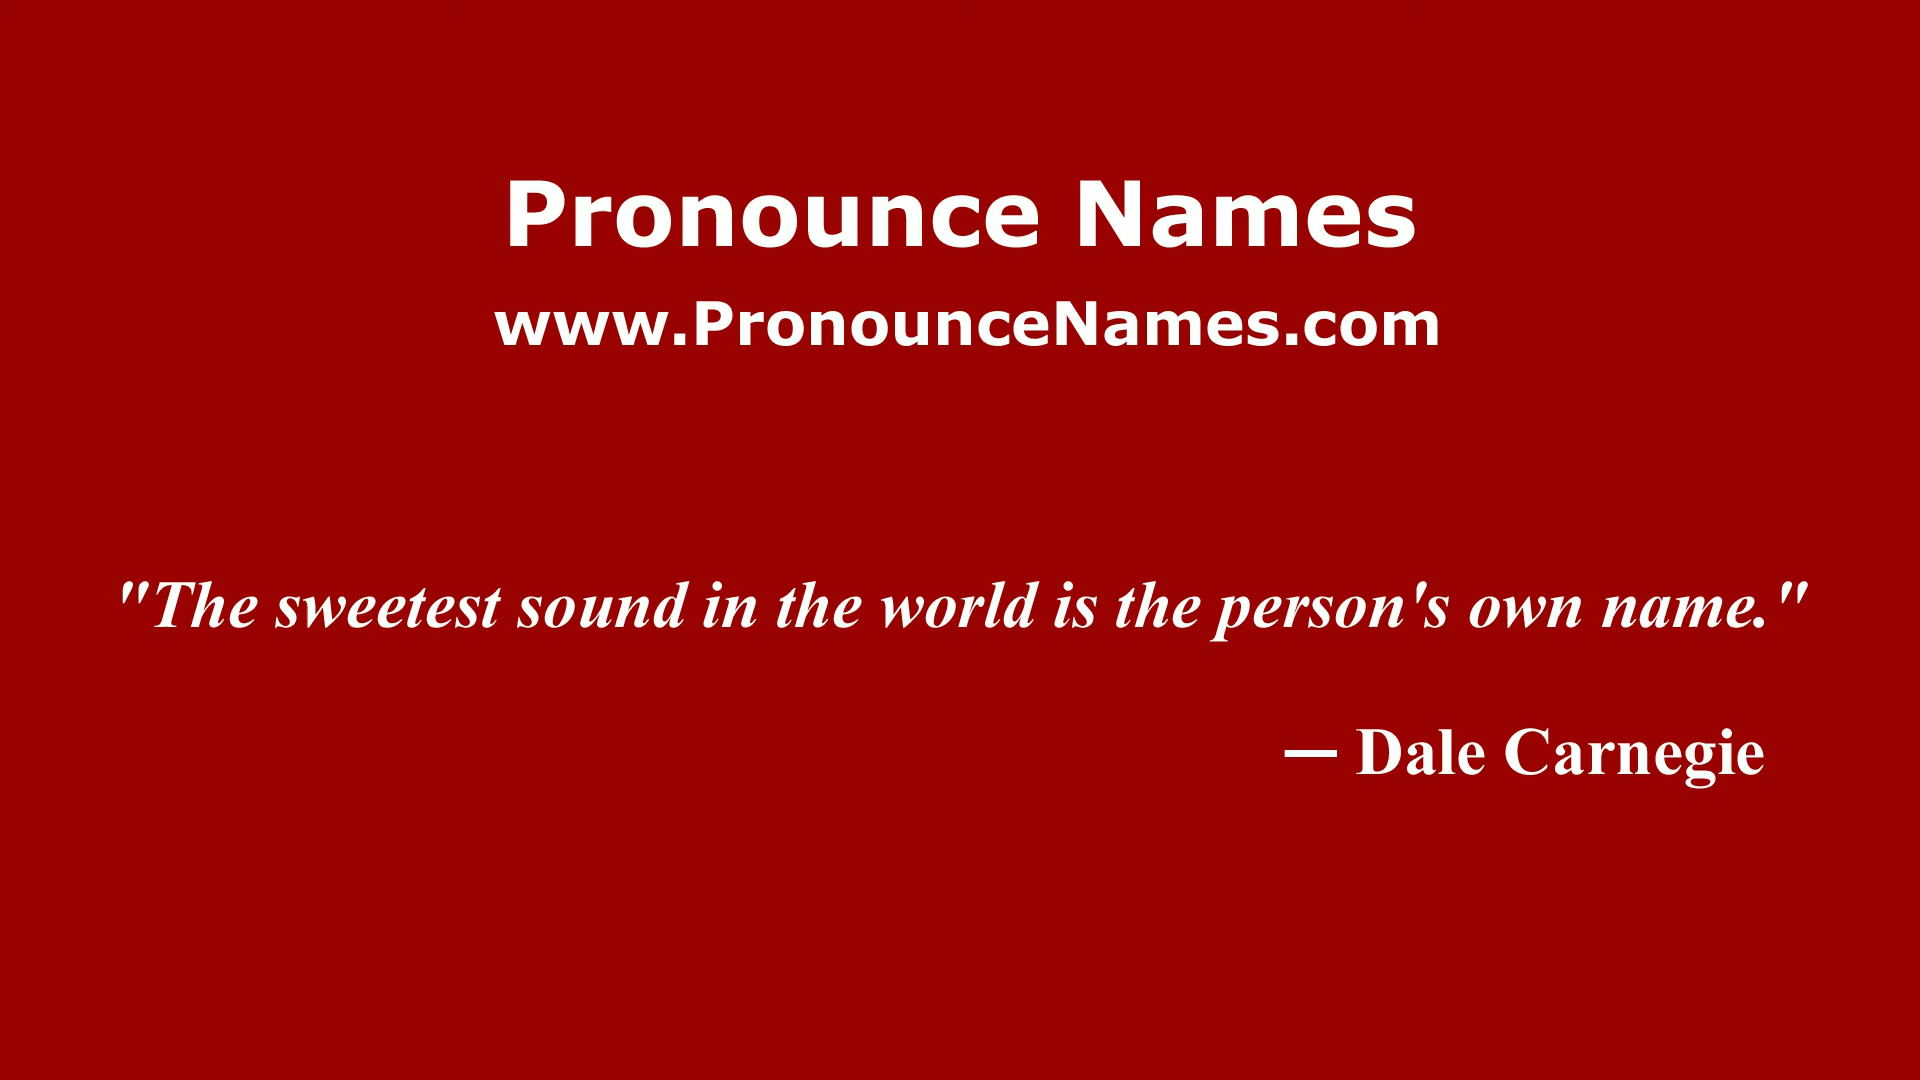 Pronounce Names
www.PronounceNames.com
"The sweetest sound in the world is the person's own name."
— Dale Carnegie